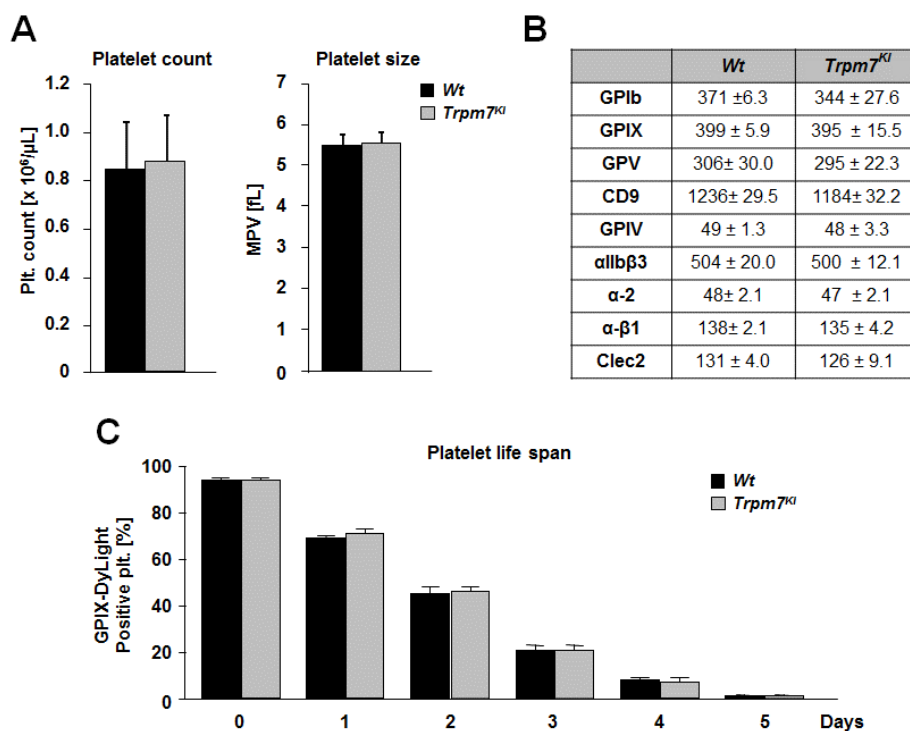 A
Platelet count
Plt. count [x 10⁶/µL]
1.2
1.0
0.8
0.6
0.4
0.2
0
Platelet size
MPV [fL]
7
6
5
4
3
2
1
0
Wt
Trpm7ᴷᴵ
B
Wt Trpm7ᴷᴵ
GPIb 371 ±6.3 344 ± 27.6
GPIX 399 ± 5.9 395 ± 15.5
GPV 306± 30.0 295 ± 22.3
CD9 1236± 29.5 1184± 32.2
GPIV 49 ± 1.3 48 ± 3.3
αIIbβ3 504 ± 20.0 500 ± 12.1
α-2 48± 2.1 47 ± 2.1
α-β1 138± 2.1 135 ± 4.2
Clec2 131 ± 4.0 126 ± 9.1
C
Platelet life span
GPIX-DyLight
Positive plt. [%]
100
80
60
40
20
0
Wt
Trpm7ᴷᴵ
0 1 2 3 4 5 Days